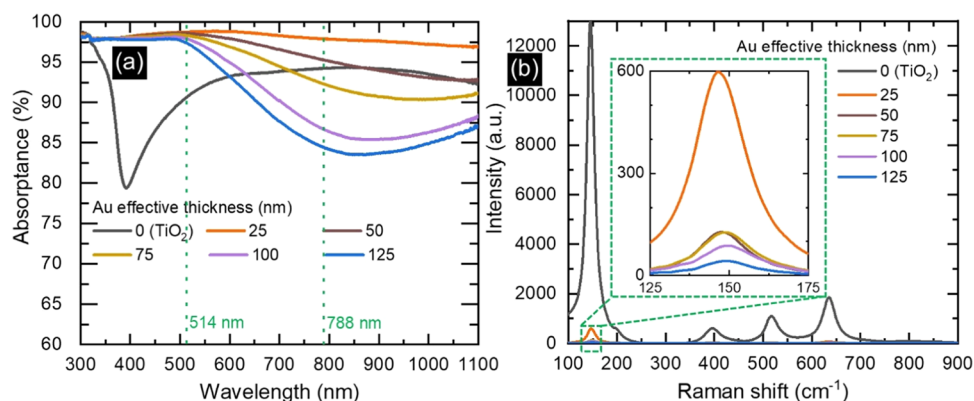 100
95
90
85
80
75
70
65
60
Absorptance (%)
(a)
Au effective thickness (nm)
0 (TiO₂)
25
50
75
100
125
514 nm
788 nm
300 400 500 600 700 800 900 1000 1100
Wavelength (nm)
12000
10000
8000
6000
4000
2000
0
Intensity (a.u.)
(b)
Au effective thickness (nm)
0 (TiO₂)
25
50
75
100
125
600
300
0
125 150 175
100 200 300 400 500 600 700 800 900
Raman shift (cm⁻¹)